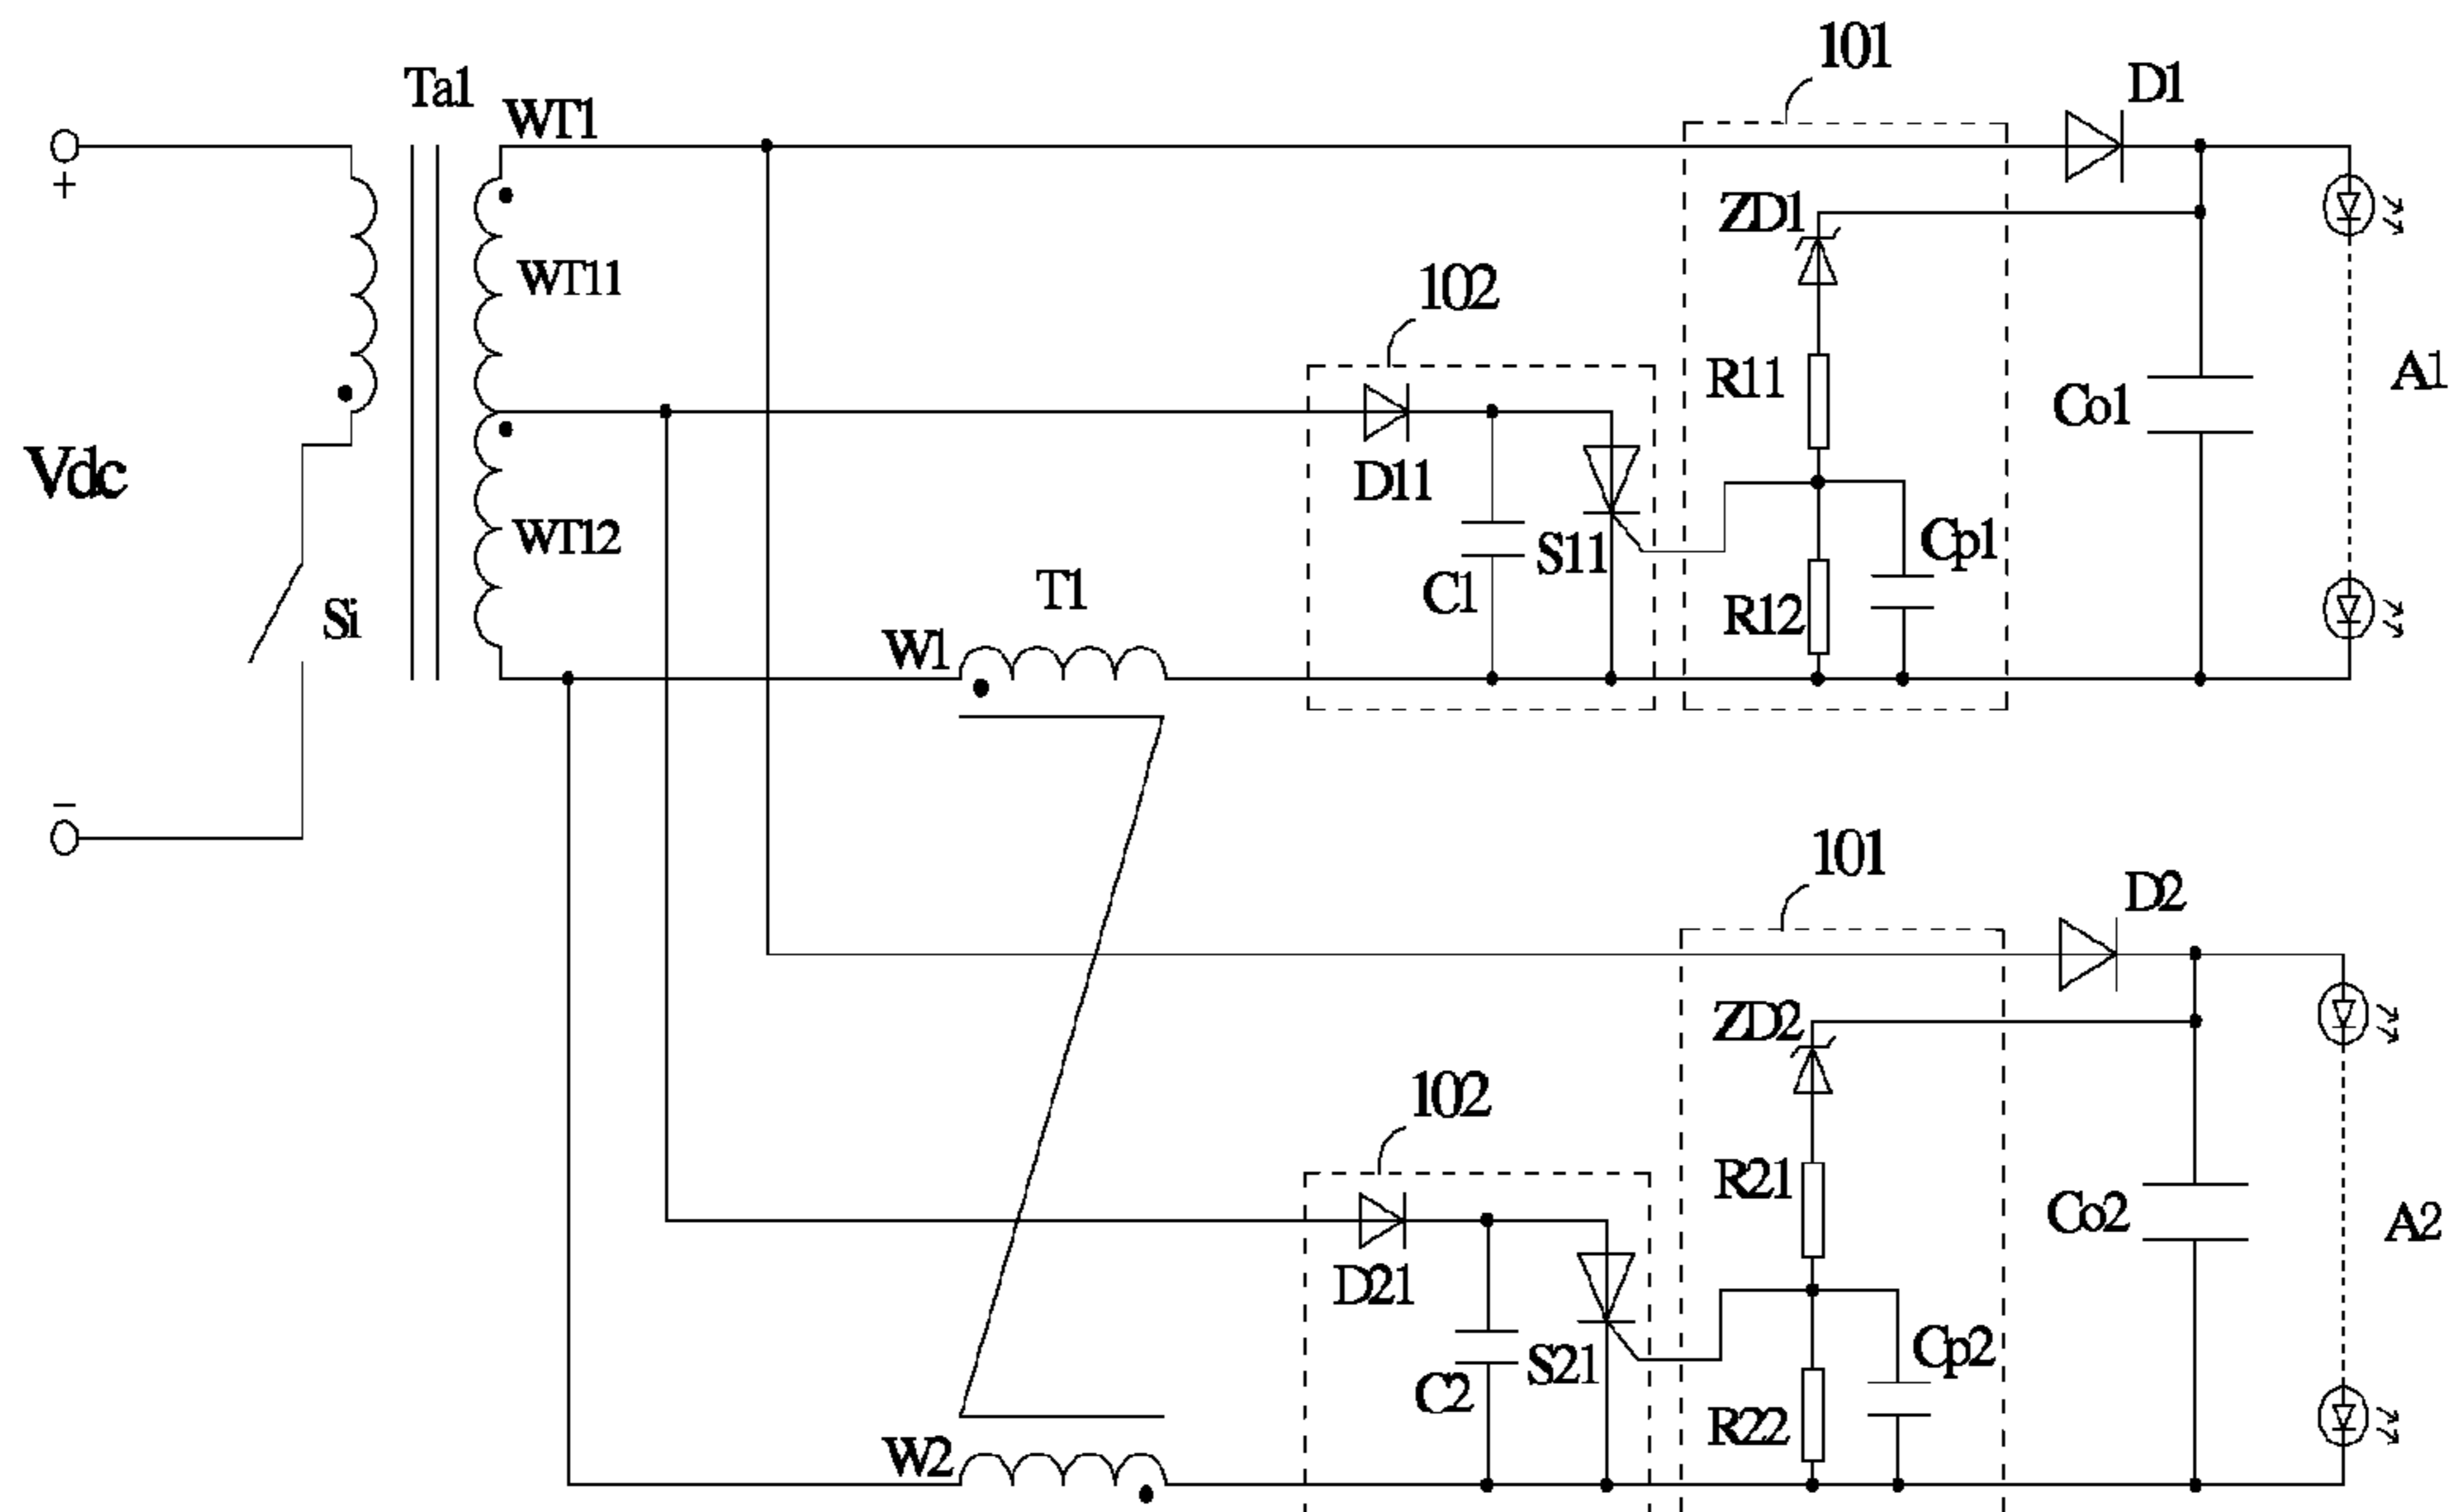 101
Ta1
D1
WT1
+
ZD1
WT11
102
R11
A1
Co1
Vdc
D11
WT12
S11
Cp1
T1
C1
Si
R12
W1
−
101
D2
ZD2
102
R21
Co2
A2
D21
S21
Cp2
C2
R22
W2